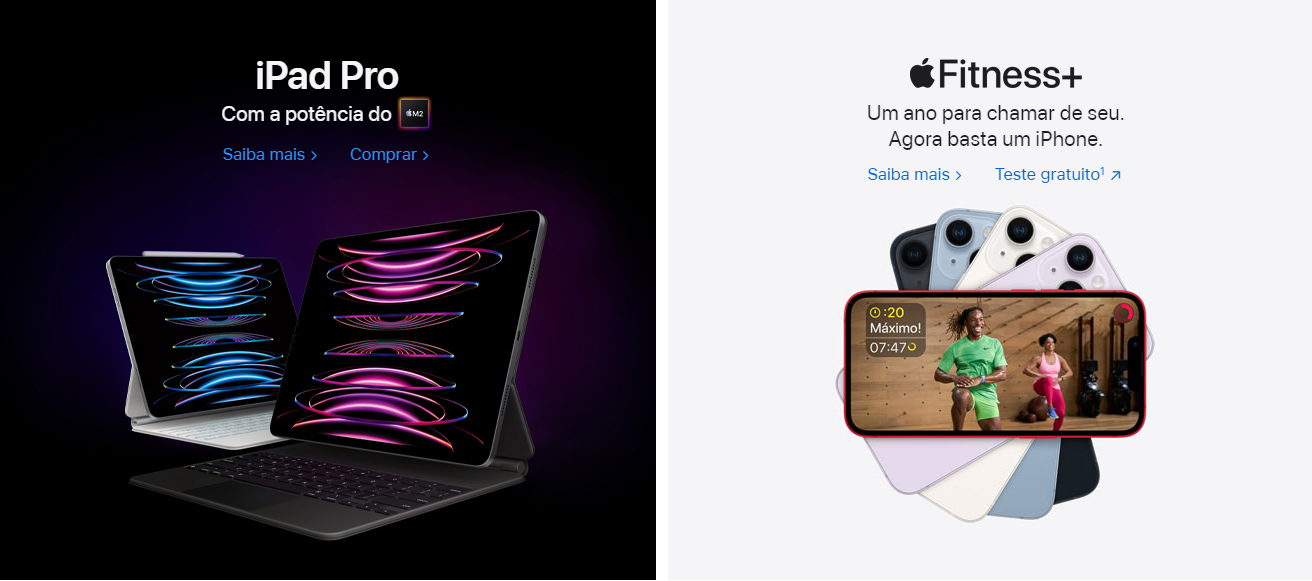 iPad Pro
Com a potência do M2
Saiba mais >
Comprar >
Fitness+
Um ano para chamar de seu.
Agora basta um iPhone.
Saiba mais >
Teste gratuito¹ ↗
:20
Máximo!
07:47